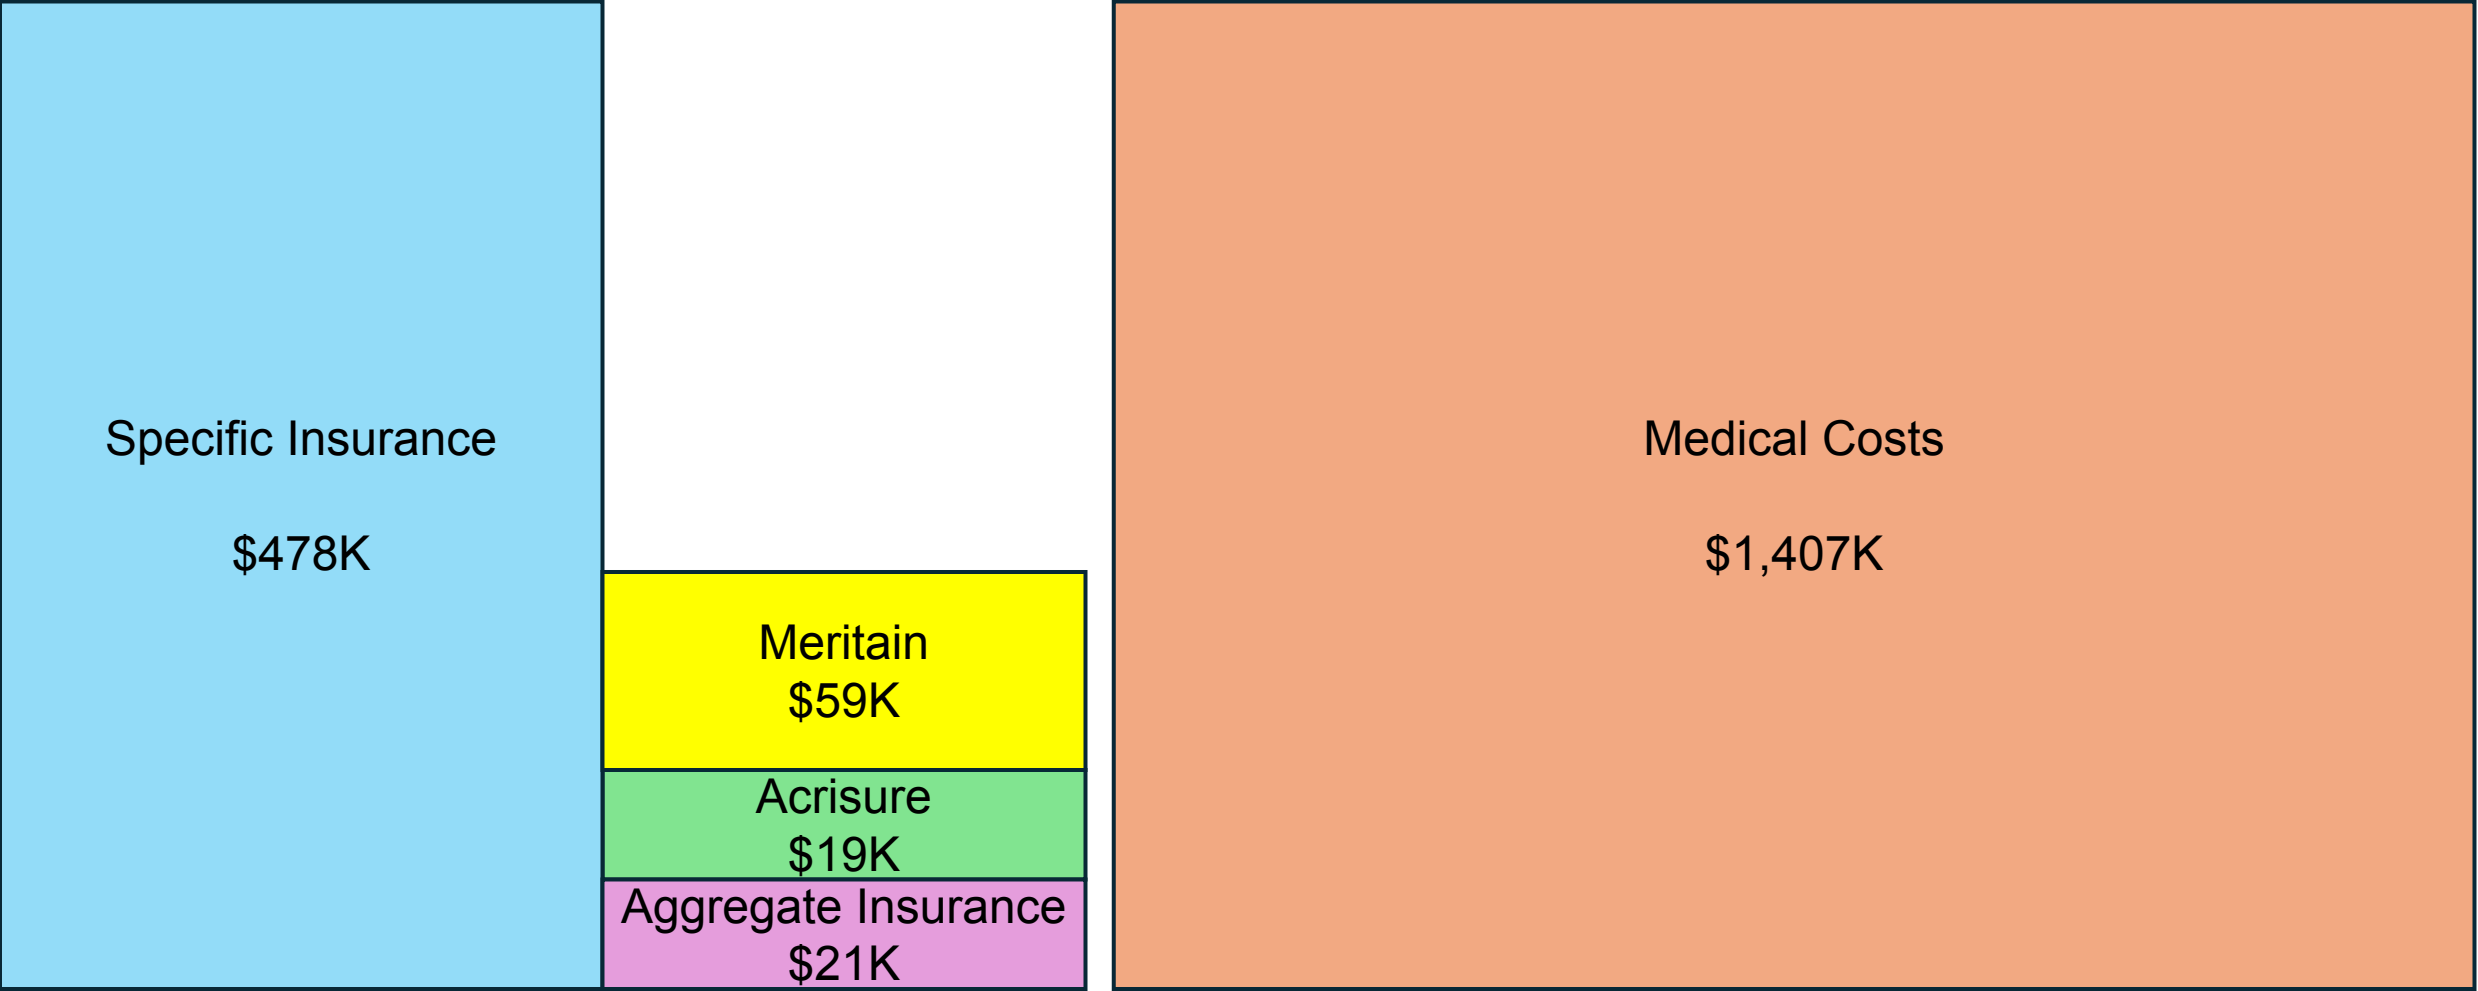 Specific Insurance
$478K
Meritain
$59K
Acrisure
$19K
Aggregate Insurance
$21K
Medical Costs
$1,407K